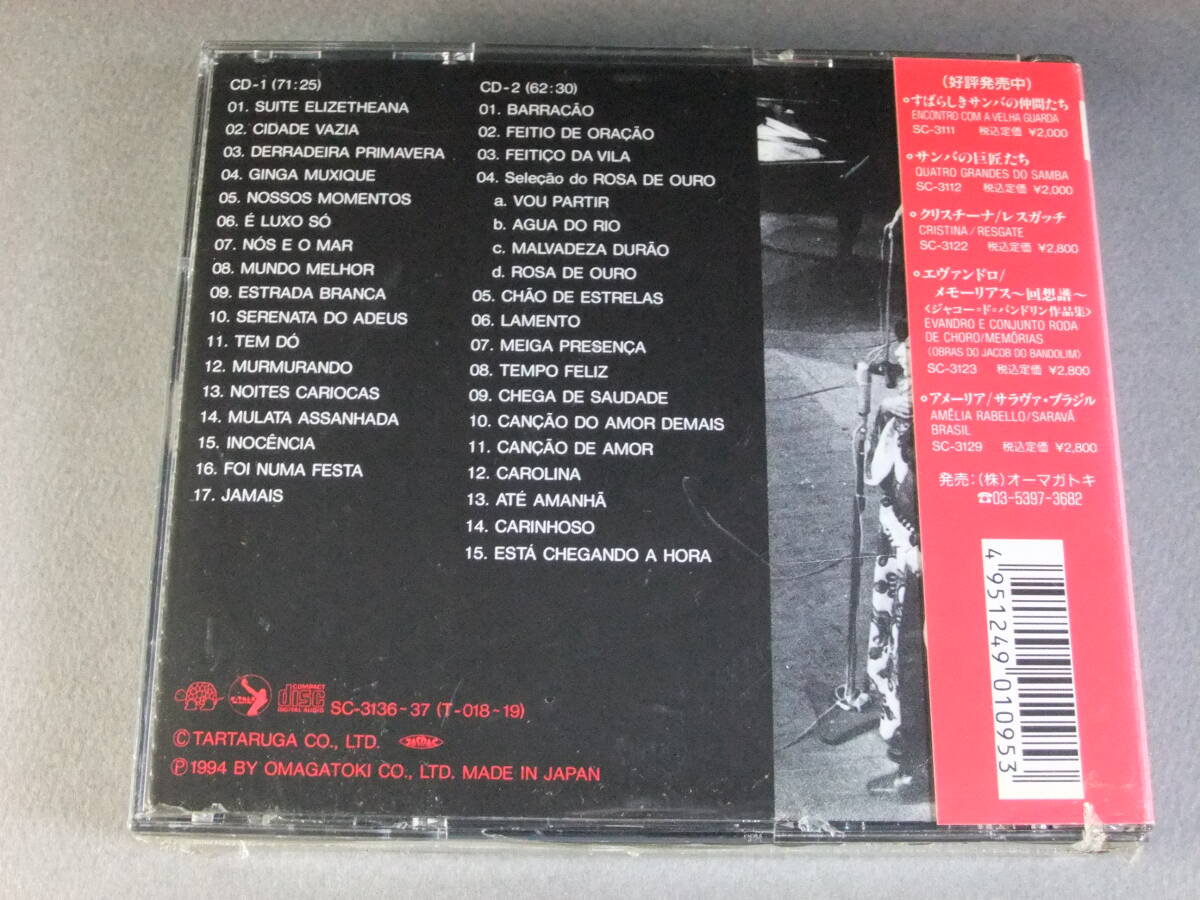 CD-1 (71:25)
01. SUITE ELIZETHEANA
02. CIDADE VAZIA
03. DERRADEIRA PRIMAVERA
04. GINGA MUXIQUE
05. NOSSOS MOMENTOS
06. É LUXO SÓ
07. NÓS E O MAR
08. MUNDO MELHOR
09. ESTRADA BRANCA
10. SERENATA DO ADEUS
11. TEM DÓ
12. MURMURANDO
13. NOITES CARIOCAS
14. MULATA ASSANHADA
15. INOCÊNCIA
16. FOI NUMA FESTA
17. JAMAIS
CD-2 (62:30)
01. BARRACÃO
02. FEITIO DE ORAÇÃO
03. FEITIÇO DA VILA
04. Seleção do ROSA DE OURO
a. VOU PARTIR
b. AGUA DO RIO
c. MALVADEZA DURÃO
d. ROSA DE OURO
05. CHÃO DE ESTRELAS
06. LAMENTO
07. MEIGA PRESENÇA
08. TEMPO FELIZ
09. CHEGA DE SAUDADE
10. CANÇÃO DO AMOR DEMAIS
11. CANÇÃO DE AMOR
12. CAROLINA
13. ATÉ AMANHÃ
14. CARINHOSO
15. ESTÁ CHEGANDO A HORA
COMPACT
disc
DIGITAL AUDIO
SC-3136~37 (T-018~19)
© TARTARUGA CO., LTD.
Ⓟ 1994 BY OMAGATOKI CO., LTD. MADE IN JAPAN
(好評発売中)
すばらしきサンバの仲間たち
ENCONTRO COM A VELHA GUARDA
SC-3111 税込定価 ¥2,000
サンバの巨匠たち
QUATRO GRANDES DO SAMBA
SC-3112 税込定価 ¥2,000
クリスチーナ/レスガッチ
CRISTINA/RESGATE
SC-3122 税込定価 ¥2,800
エヴァンドロ/
メモーリアス〜回想譜〜
〈ジャコー=ド=バンドリン作品集〉
EVANDRO E CONJUNTO RODA
DE CHORO/MEMÓRIAS
(OBRAS DO JACOB DO BANDOLIM)
SC-3123 税込定価 ¥2,800
アメーリア/サラヴァ・ブラジル
AMÉLIA RABELLO/SARAVÁ
BRASIL
SC-3129 税込定価 ¥2,800
発売:(株)オーマガトキ
☎03-5397-3682
4951249010953